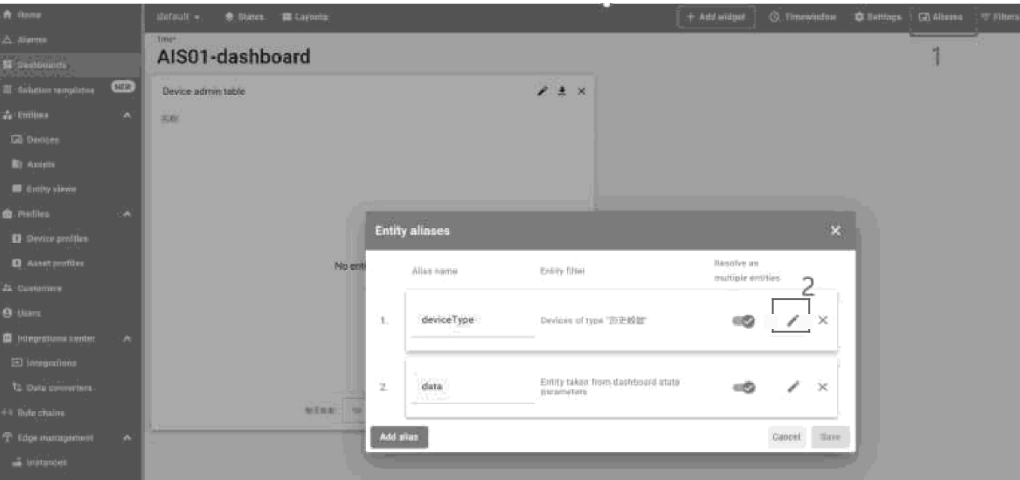 Home
default
States
Layouts
+ Add widget
Timewindow
Settings
Aliases
Filters
Alarms
Title*
1
Dashboards
AIS01-dashboard
Solution templates
NEW
Device admin table
Entities
Devices
Assets
Entity views
Profiles
Device profiles
Asset profiles
Customers
Users
Integrations center
Integrations
Data converters
Rule chains
Edge management
Instances
No enti
Entity aliases
Alias name
Entity filter
Resolve as
multiple entities
2
1.
deviceType
Devices of type
2.
data
Entity taken from dashboard state
parameters
Add alias
Cancel
Save